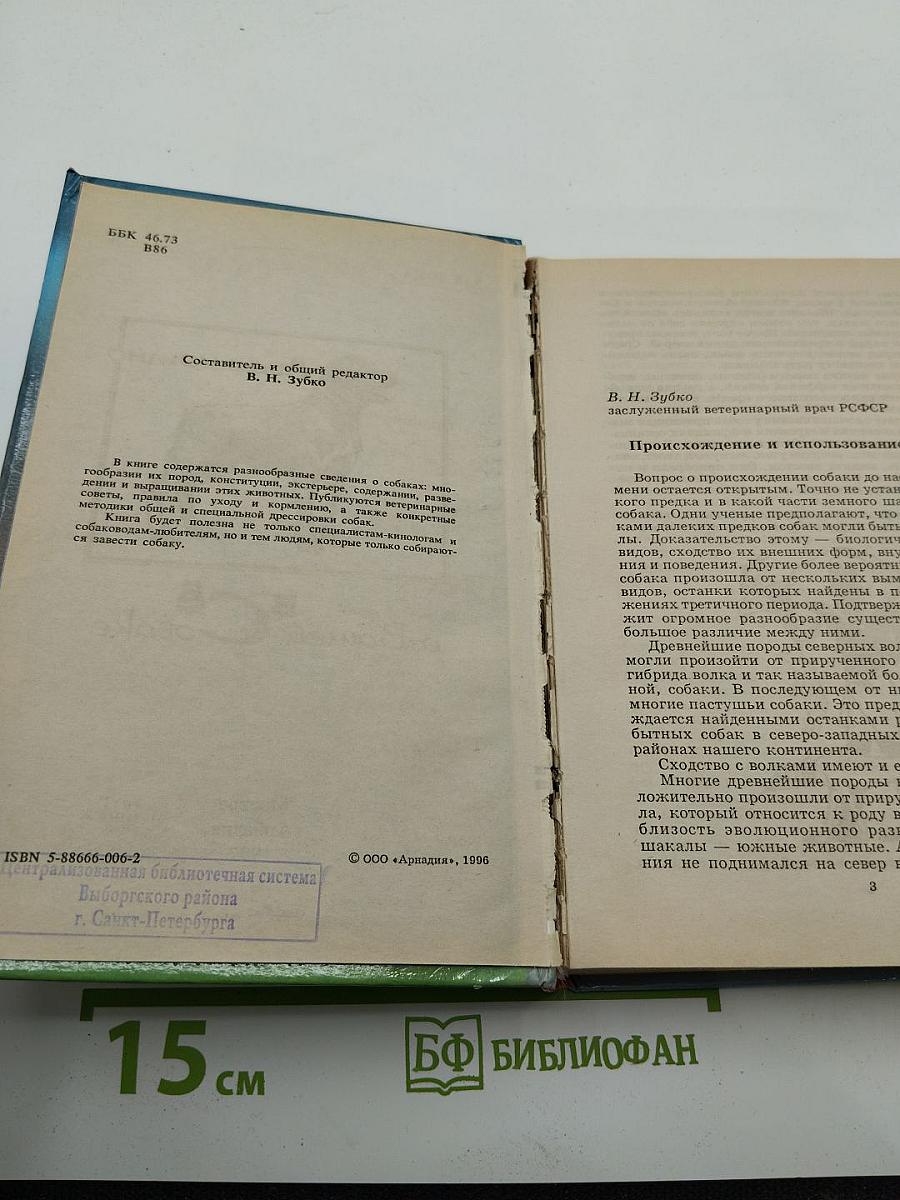 ББК 46.73
В86
Составитель и общий редактор
В. Н. Зубко
В книге содержатся разнообразные сведения о собаках: мно-
гообразии их пород, конституции, экстерьере, содержании, разве-
дении и выращивании этих животных. Публикуются ветеринарные
советы, правила по уходу и кормлению, а также конкретные
методики общей и специальной дрессировки собак.
Книга будет полезна не только специалистам-кинологам и
собаководам-любителям, но и тем людям, которые только собирают-
ся завести собаку.
ISBN 5-88666-006-2
© ООО «Арнадия», 1996
Централизованная библиотечная система
Выборгского района
г. Санкт-Петербурга
В. Н. Зубко
заслуженный ветеринарный врач РСФСР
Происхождение и использование
Вопрос о происхождении собаки до на
мени остается открытым. Точно не устан
кого предка и в какой части земного ша
собака. Одни ученые предполагают, что
ками далеких предков собак могли быть
лы. Доказательство этому — биологич
видов, сходство их внешних форм, вну
ния и поведения. Другие более вероятн
собака произошла от нескольких вым
видов, останки которых найдены в п
жениях третичного периода. Подтверж
жит огромное разнообразие сущест
большое различие между ними.
Древнейшие породы северных вол
могли произойти от прирученного
гибрида волка и так называемой бо
ной, собаки. В последующем от н
многие пастушьи собаки. Это пред
ждается найденными останками
бытных собак в северо-западных
районах нашего континента.
Сходство с волками имеют и е
Многие древнейшие породы
ложительно произошли от приру
ла, который относится к роду в
близость эволюционного раз
шакалы — южные животные. А
ния не поднимался на север
3
15 см
БФ БИБЛИОФАН